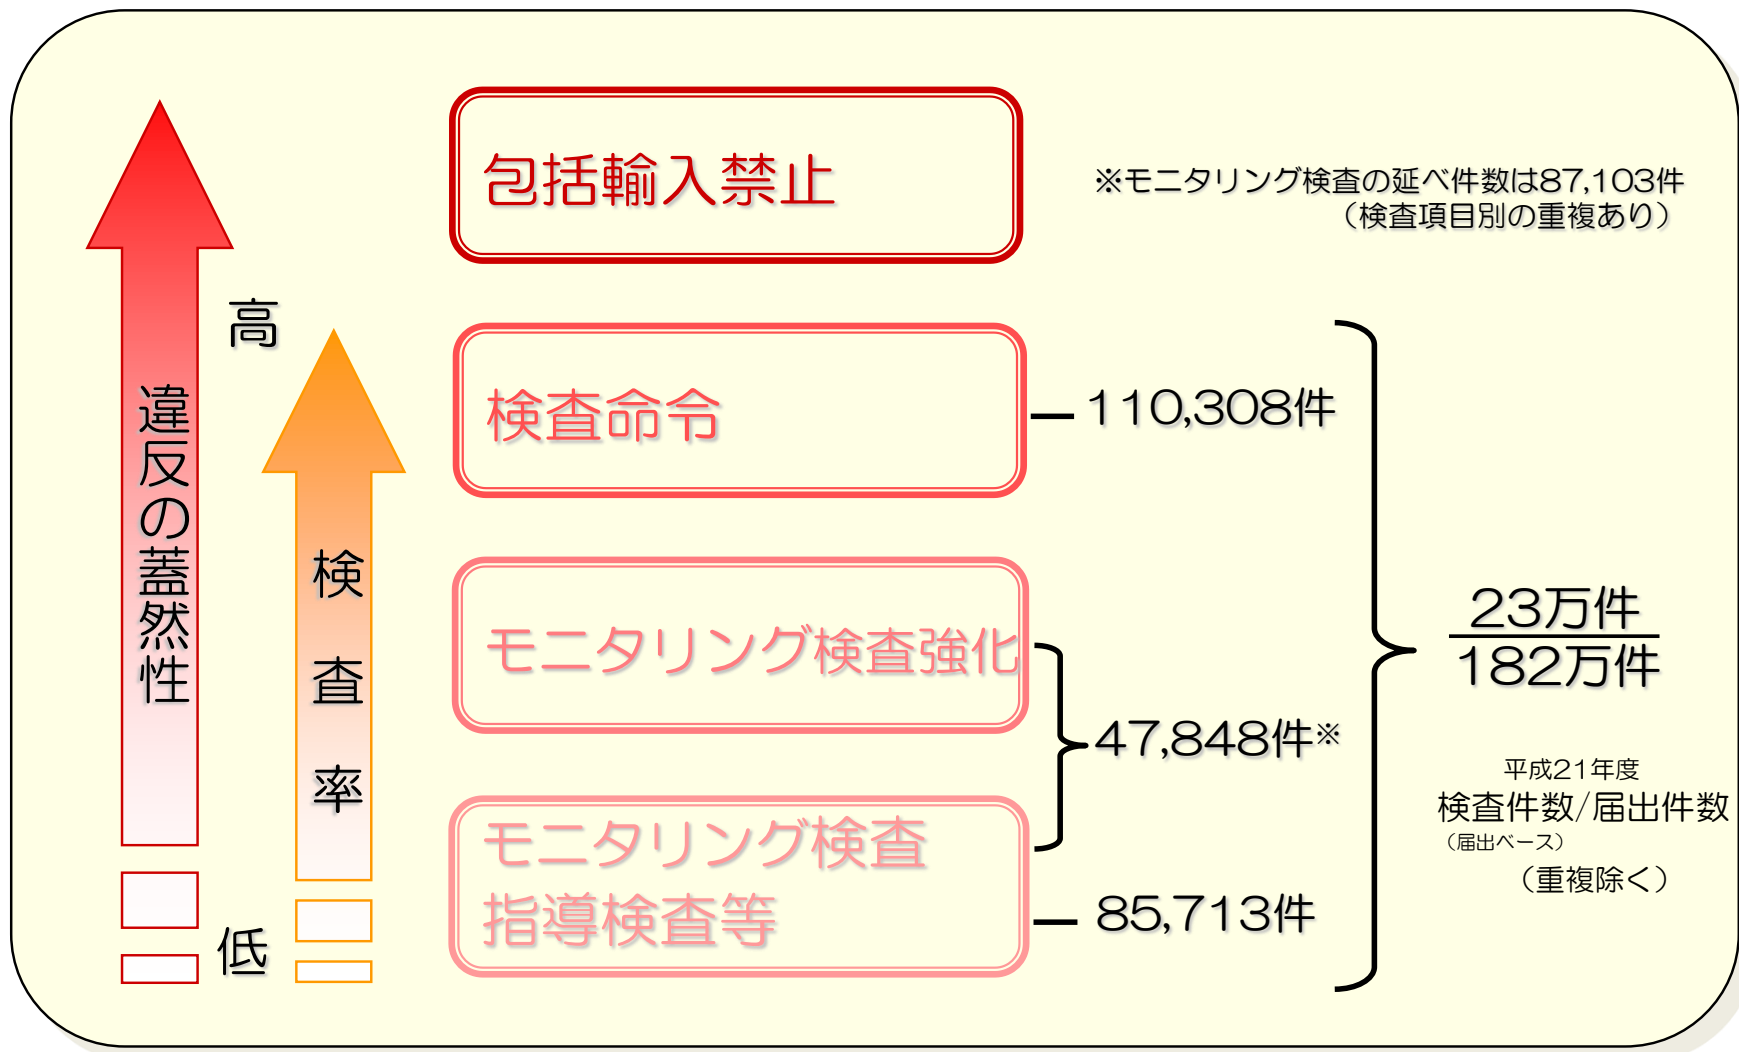 包括輸入禁止
※モニタリング検査の延べ件数は87,103件
（検査項目別の重複あり）
高
違反の蓋然性
検査率
低
検査命令
110,308件
モニタリング検査強化
47,848件※
モニタリング検査
指導検査等
85,713件
23万件
182万件
平成21年度
検査件数/届出件数
（届出ベース）
（重複除く）